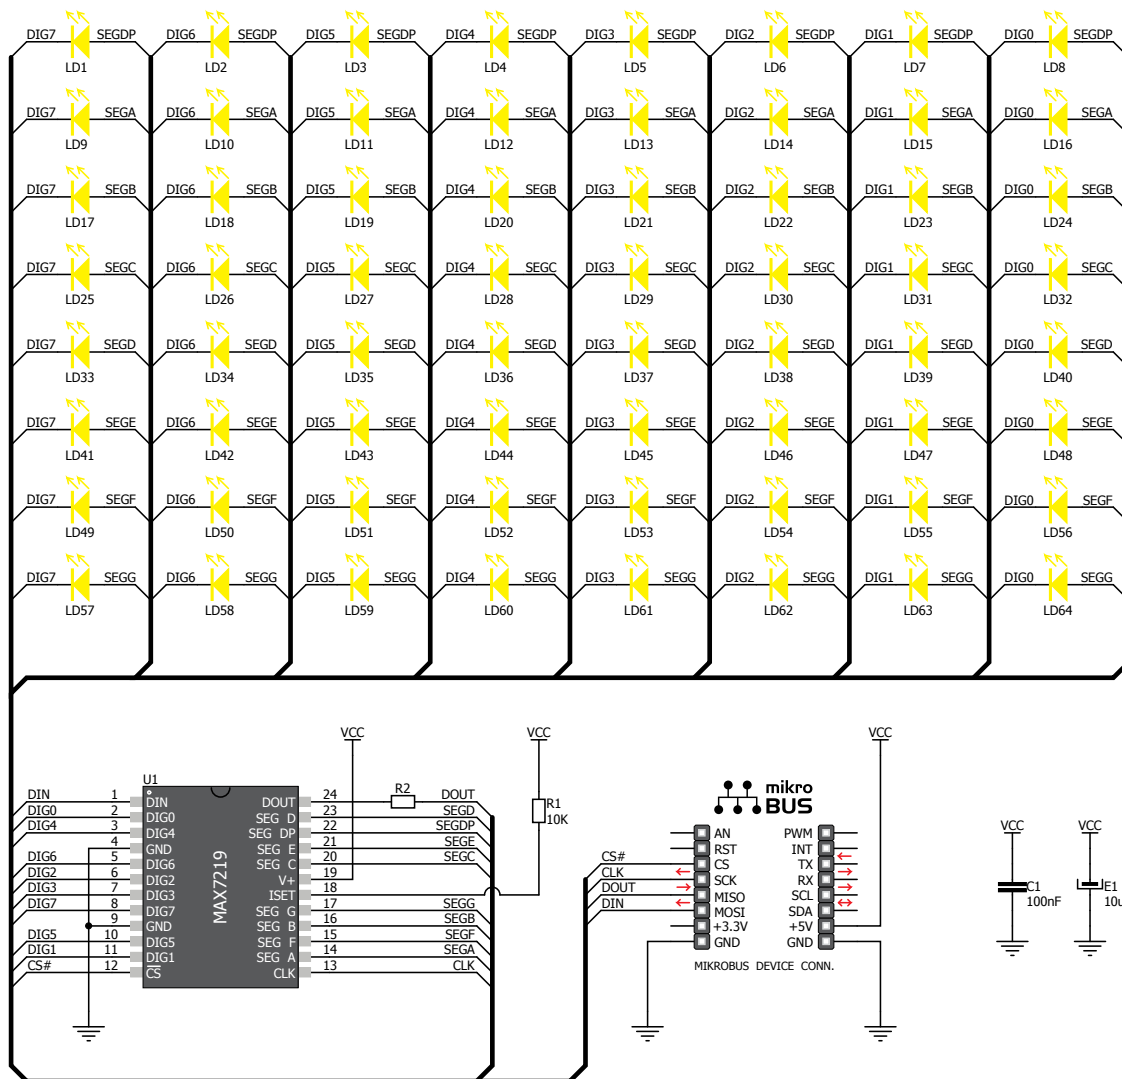 DIG7 SEGDP DIG6 SEGDP DIG5 SEGDP DIG4 SEGDP DIG3 SEGDP DIG2 SEGDP DIG1 SEGDP DIG0 SEGDP
LD1 LD2 LD3 LD4 LD5 LD6 LD7 LD8
DIG7 SEGA DIG6 SEGA DIG5 SEGA DIG4 SEGA DIG3 SEGA DIG2 SEGA DIG1 SEGA DIG0 SEGA
LD9 LD10 LD11 LD12 LD13 LD14 LD15 LD16
DIG7 SEGB DIG6 SEGB DIG5 SEGB DIG4 SEGB DIG3 SEGB DIG2 SEGB DIG1 SEGB DIG0 SEGB
LD17 LD18 LD19 LD20 LD21 LD22 LD23 LD24
DIG7 SEGC DIG6 SEGC DIG5 SEGC DIG4 SEGC DIG3 SEGC DIG2 SEGC DIG1 SEGC DIG0 SEGC
LD25 LD26 LD27 LD28 LD29 LD30 LD31 LD32
DIG7 SEGD DIG6 SEGD DIG5 SEGD DIG4 SEGD DIG3 SEGD DIG2 SEGD DIG1 SEGD DIG0 SEGD
LD33 LD34 LD35 LD36 LD37 LD38 LD39 LD40
DIG7 SEGE DIG6 SEGE DIG5 SEGE DIG4 SEGE DIG3 SEGE DIG2 SEGE DIG1 SEGE DIG0 SEGE
LD41 LD42 LD43 LD44 LD45 LD46 LD47 LD48
DIG7 SEGF DIG6 SEGF DIG5 SEGF DIG4 SEGF DIG3 SEGF DIG2 SEGF DIG1 SEGF DIG0 SEGF
LD49 LD50 LD51 LD52 LD53 LD54 LD55 LD56
DIG7 SEGG DIG6 SEGG DIG5 SEGG DIG4 SEGG DIG3 SEGG DIG2 SEGG DIG1 SEGG DIG0 SEGG
LD57 LD58 LD59 LD60 LD61 LD62 LD63 LD64
VCC VCC VCC
U1
MAX7219
DIN 1 DIN DOUT 24 R2 DOUT
DIG0 2 DIG0 SEG D 23 SEGD
DIG4 3 DIG4 SEG DP 22 SEGDP
4 GND SEG E 21 SEGE
DIG6 5 DIG6 SEG C 20 SEGC
DIG2 6 DIG2 V+ 19
DIG3 7 DIG3 ISET 18
DIG7 8 DIG7 SEG G 17 SEGG
9 GND SEG B 16 SEGB
DIG5 10 DIG5 SEG F 15 SEGF
DIG1 11 DIG1 SEG A 14 SEGA
CS# 12 CS CLK 13 CLK
R1
10K
mikro
BUS
AN PWM
RST INT
CS# CS TX
CLK SCK RX
DOUT MISO SCL
DIN MOSI SDA
+3.3V +5V
GND GND
MIKROBUS DEVICE CONN.
VCC VCC
C1 E1
100nF 10u